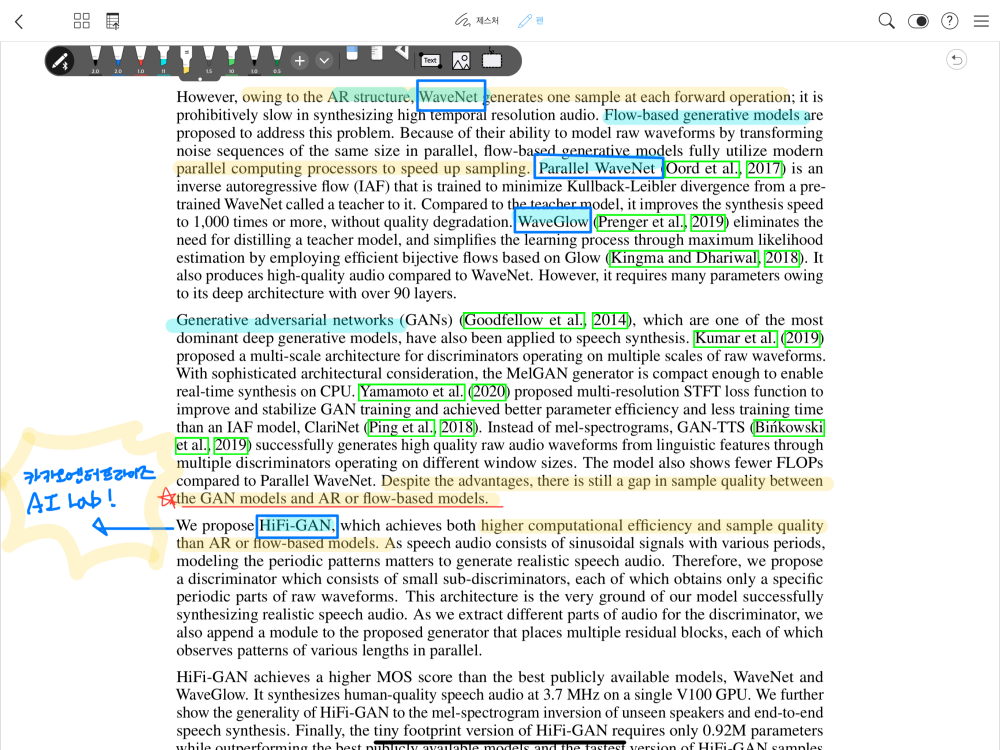 제스처
펜
2.0
2.0
1.0
11
1.5
10
1.0
0.5
Text
However, owing to the AR structure, WaveNet generates one sample at each forward operation; it is
prohibitively slow in synthesizing high temporal resolution audio. Flow-based generative models are
proposed to address this problem. Because of their ability to model raw waveforms by transforming
noise sequences of the same size in parallel, flow-based generative models fully utilize modern
parallel computing processors to speed up sampling. Parallel WaveNet (Oord et al., 2017) is an
inverse autoregressive flow (IAF) that is trained to minimize Kullback-Leibler divergence from a pre-
trained WaveNet called a teacher to it. Compared to the teacher model, it improves the synthesis speed
to 1,000 times or more, without quality degradation. WaveGlow (Prenger et al., 2019) eliminates the
need for distilling a teacher model, and simplifies the learning process through maximum likelihood
estimation by employing efficient bijective flows based on Glow (Kingma and Dhariwal, 2018). It
also produces high-quality audio compared to WaveNet. However, it requires many parameters owing
to its deep architecture with over 90 layers.
Generative adversarial networks (GANs) (Goodfellow et al., 2014), which are one of the most
dominant deep generative models, have also been applied to speech synthesis. Kumar et al. (2019)
proposed a multi-scale architecture for discriminators operating on multiple scales of raw waveforms.
With sophisticated architectural consideration, the MelGAN generator is compact enough to enable
real-time synthesis on CPU. Yamamoto et al. (2020) proposed multi-resolution STFT loss function to
improve and stabilize GAN training and achieved better parameter efficiency and less training time
than an IAF model, ClariNet (Ping et al., 2018). Instead of mel-spectrograms, GAN-TTS (Bińkowski
et al., 2019) successfully generates high quality raw audio waveforms from linguistic features through
multiple discriminators operating on different window sizes. The model also shows fewer FLOPs
compared to Parallel WaveNet. Despite the advantages, there is still a gap in sample quality between
the GAN models and AR or flow-based models.
카카오엔터프라이즈
AI Lab!
We propose HiFi-GAN, which achieves both higher computational efficiency and sample quality
than AR or flow-based models. As speech audio consists of sinusoidal signals with various periods,
modeling the periodic patterns matters to generate realistic speech audio. Therefore, we propose
a discriminator which consists of small sub-discriminators, each of which obtains only a specific
periodic parts of raw waveforms. This architecture is the very ground of our model successfully
synthesizing realistic speech audio. As we extract different parts of audio for the discriminator, we
also append a module to the proposed generator that places multiple residual blocks, each of which
observes patterns of various lengths in parallel.
HiFi-GAN achieves a higher MOS score than the best publicly available models, WaveNet and
WaveGlow. It synthesizes human-quality speech audio at 3.7 MHz on a single V100 GPU. We further
show the generality of HiFi-GAN to the mel-spectrogram inversion of unseen speakers and end-to-end
speech synthesis. Finally, the tiny footprint version of HiFi-GAN requires only 0.92M parameters
while outperforming the best publicly available models and the fastest version of HiFi-GAN samples